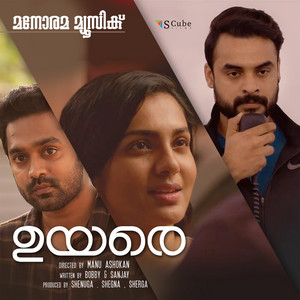 മനോരമ മ്യൂസിക്
S Cube
ഉയരെ
DIRECTED BY MANU ASHOKAN
WRITTEN BY BOBBY & SANJAY
PRODUCED BY SHENUGA . SHEGNA . SHERGA